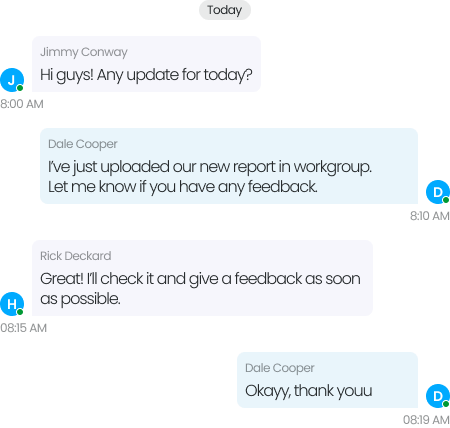 Today
Jimmy Conway
Hi guys! Any update for today?
J
8:00 AM
Dale Cooper
I've just uploaded our new report in workgroup.
Let me know if you have any feedback.
D
8:10 AM
Rick Deckard
Great! I'll check it and give a feedback as soon
as possible.
H
08:15 AM
Dale Cooper
Okayy, thank youu
D
08:19 AM